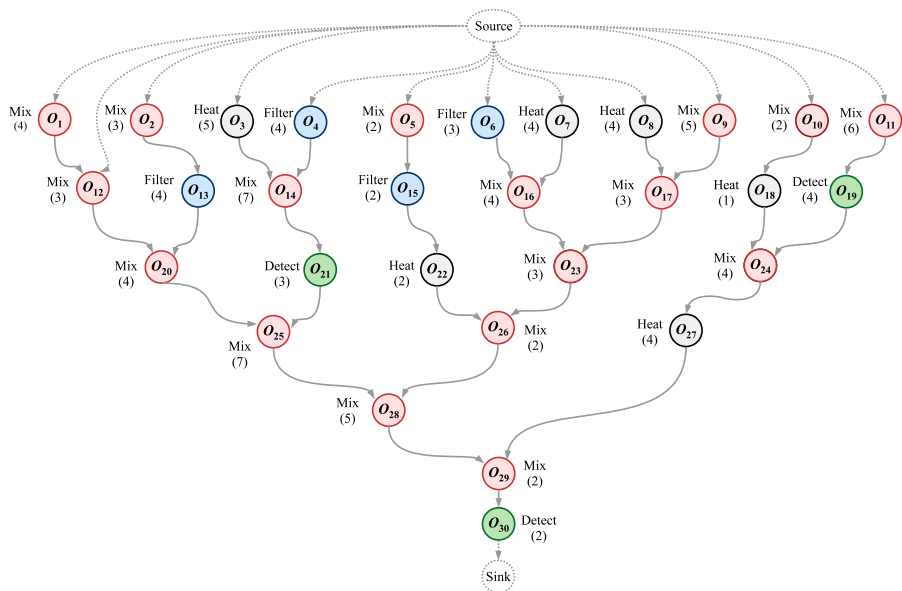 Source
Mix
(4)
O1
Mix
(3)
O2
Heat
(5)
O3
Filter
(4)
O4
Mix
(2)
O5
Filter
(3)
O6
Heat
(4)
O7
Heat
(4)
O8
Mix
(5)
O9
Mix
(2)
O10
Mix
(6)
O11
Mix
(3)
O12
Filter
(4)
O13
Mix
(7)
O14
Filter
(2)
O15
Mix
(4)
O16
Mix
(3)
O17
Heat
(1)
O18
Detect
(4)
O19
Mix
(4)
O20
Detect
(3)
O21
Heat
(2)
O22
Mix
(3)
O23
Mix
(4)
O24
Mix
(7)
O25
O26
Mix
(2)
Heat
(4)
O27
Mix
(5)
O28
O29
Mix
(2)
O30
Detect
(2)
Sink